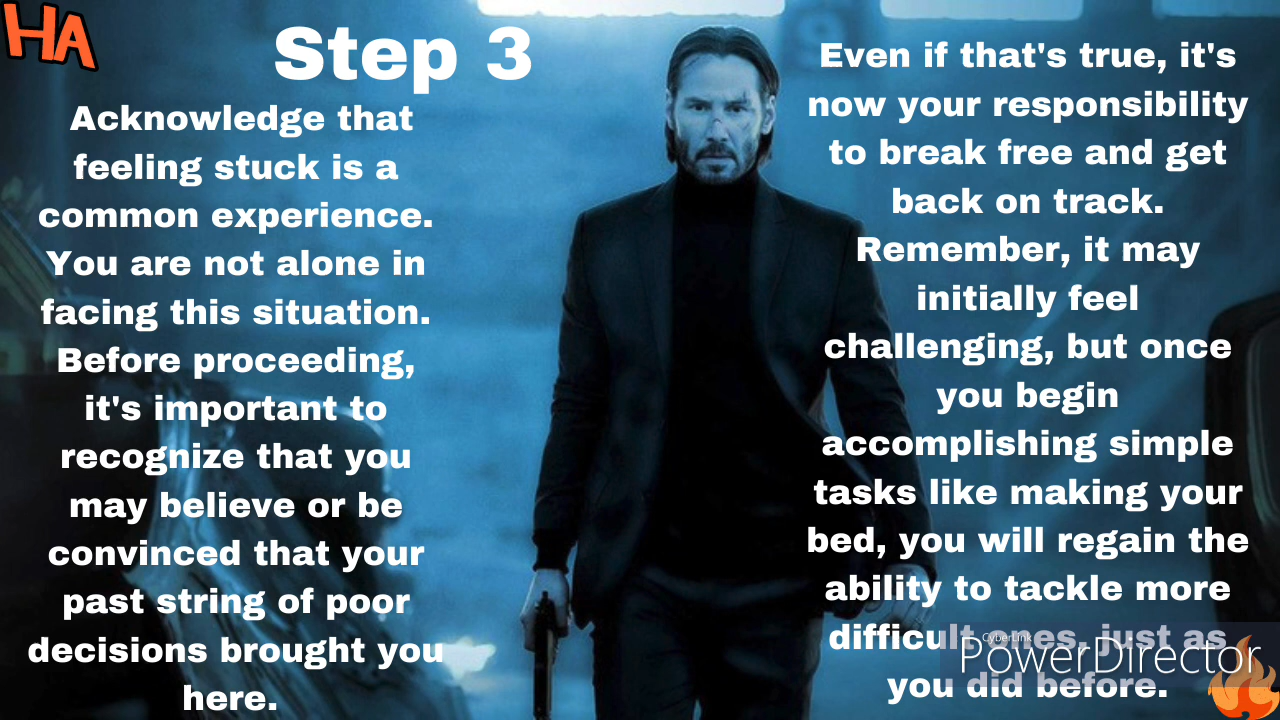 HA
Step 3
Acknowledge that
feeling stuck is a
common experience.
You are not alone in
facing this situation.
Before proceeding,
it's important to
recognize that you
may believe or be
convinced that your
past string of poor
decisions brought you
here.
Even if that's true, it's
now your responsibility
to break free and get
back on track.
Remember, it may
initially feel
challenging, but once
you begin
accomplishing simple
tasks like making your
bed, you will regain the
ability to tackle more
difficult ones, just as
you did before.
CyberLink
PowerDirector